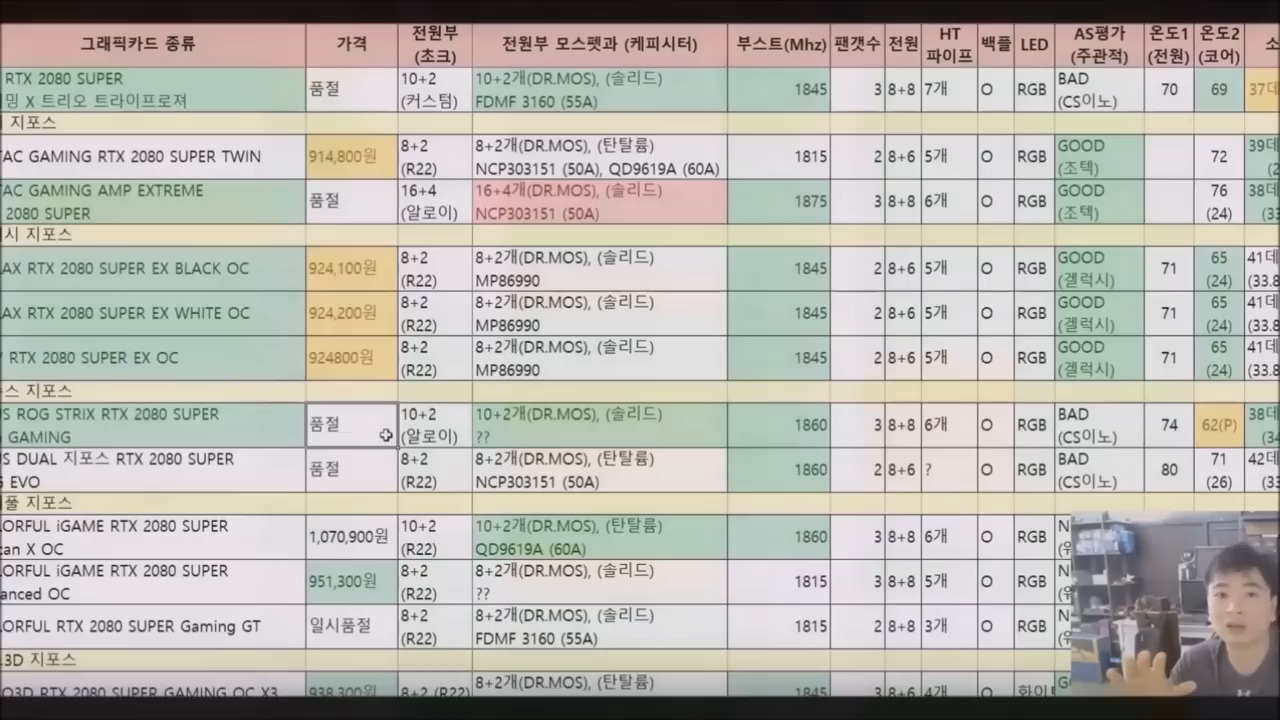 그래픽카드 종류 가격 전원부 (초크) 전원부 모스펫과 (케피시터) 부스트(Mhz) 팬갯수 전원 HT 파이프 백플 LED AS평가 (주관적) 온도1 (전원) 온도2 (코어) 소
RTX 2080 SUPER 품절 10+2 10+2개(DR.MOS), (솔리드) 1845 3 8+8 7개 O RGB BAD 70 69 37데
밍 X 트리오 트라이프로져 (커스텀) FDMF 3160 (55A) (CS이노)
지포스
TAC GAMING RTX 2080 SUPER TWIN 914,800원 8+2 8+2개(DR.MOS), (탄탈륨) 1815 2 8+6 5개 O RGB GOOD 72 39데
(R22) NCP303151 (50A), QD9619A (60A) (조텍)
TAC GAMING AMP EXTREME 품절 16+4 16+4개(DR.MOS), (솔리드) 1875 3 8+8 6개 O RGB GOOD 76 38데
2080 SUPER (알로이) NCP303151 (50A) (조텍) (24) (33
시 지포스
AX RTX 2080 SUPER EX BLACK OC 924,100원 8+2 8+2개(DR.MOS), (솔리드) 1845 2 8+6 5개 O RGB GOOD 71 65 41데
(R22) MP86990 (겔럭시) (24) (33.8
AX RTX 2080 SUPER EX WHITE OC 924,200원 8+2 8+2개(DR.MOS), (솔리드) 1845 2 8+6 5개 O RGB GOOD 71 65 41데
(R22) MP86990 (겔럭시) (24) (33.8
RTX 2080 SUPER EX OC 924800원 8+2 8+2개(DR.MOS), (솔리드) 1845 2 8+6 5개 O RGB GOOD 71 65 41데
(R22) MP86990 (겔럭시) (24) (33.8
스 지포스
S ROG STRIX RTX 2080 SUPER 품절 10+2 10+2개(DR.MOS), (솔리드) 1860 3 8+8 6개 O RGB BAD 74 62(P) 38데
GAMING (알로이) ?? (CS이노) (34
S DUAL 지포스 RTX 2080 SUPER 품절 8+2 8+2개(DR.MOS), (탄탈륨) 1860 2 8+6 ? O RGB BAD 80 71 42데
EVO (R22) NCP303151 (50A) (CS이노) (26) (33
풀 지포스
ORFUL iGAME RTX 2080 SUPER 1,070,900원 10+2 10+2개(DR.MOS), (탄탈륨) 1860 3 8+8 6개 O RGB N
an X OC (R22) QD9619A (60A)
ORFUL iGAME RTX 2080 SUPER 951,300원 8+2 8+2개(DR.MOS), (솔리드) 1815 3 8+8 5개 O RGB N
anced OC (R22) ??
ORFUL RTX 2080 SUPER Gaming GT 일시품절 8+2 8+2개(DR.MOS), (솔리드) 1815 2 8+8 3개 O RGB N
(R22) FDMF 3160 (55A)
3D 지포스
O3D RTX 2080 SUPER GAMING OC X3 938,300원 8+2 (R22) 8+2개(DR.MOS), (탄탈륨) 1845 3 8+6 4개 O